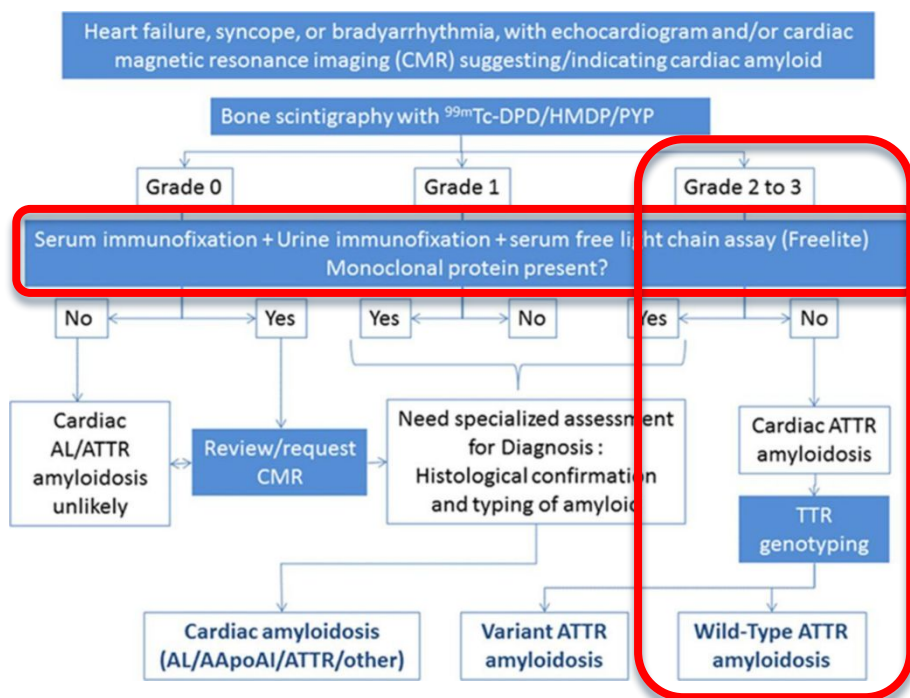 Heart failure, syncope, or bradyarrhythmia, with echocardiogram and/or cardiac
magnetic resonance imaging (CMR) suggesting/indicating cardiac amyloid
Bone scintigraphy with ⁹⁹ᵐTc-DPD/HMDP/PYP
Grade 0
Grade 1
Grade 2 to 3
Serum immunofixation + Urine immunofixation + serum free light chain assay (Freelite)
Monoclonal protein present?
No
Yes
Yes
No
Yes
No
Cardiac
AL/ATTR
amyloidosis
unlikely
Review/request
CMR
Need specialized assessment
for Diagnosis :
Histological confirmation
and typing of amyloid
Cardiac ATTR
amyloidosis
TTR
genotyping
Cardiac amyloidosis
(AL/AApoAI/ATTR/other)
Variant ATTR
amyloidosis
Wild-Type ATTR
amyloidosis